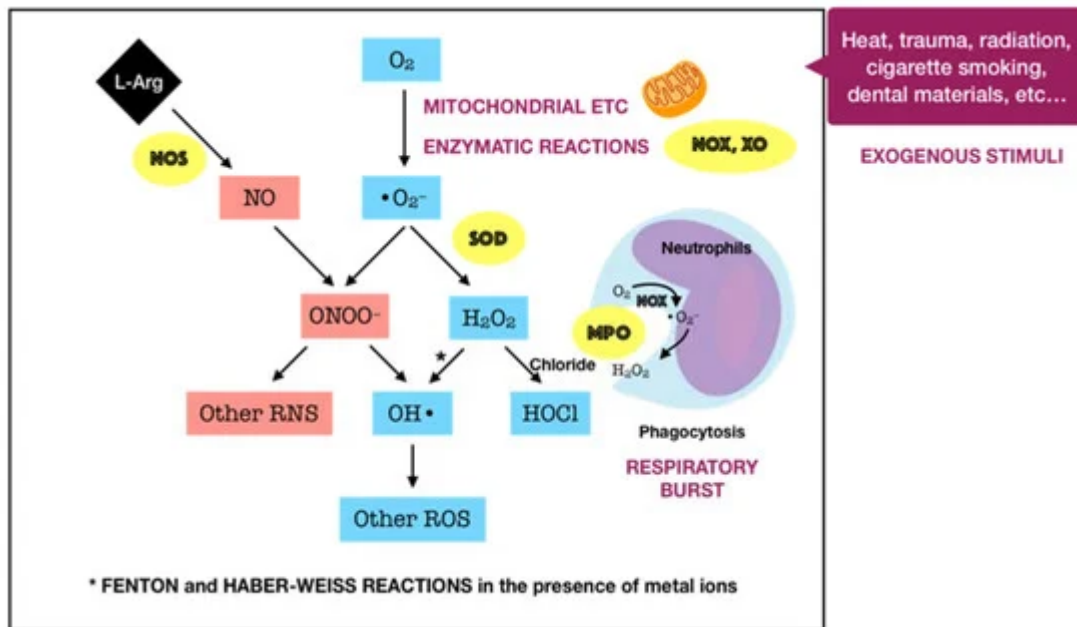 L-Arg
O₂
Heat, trauma, radiation,
cigarette smoking,
dental materials, etc...
MITOCHONDRIAL ETC
ENZYMATIC REACTIONS
NOX, XO
EXOGENOUS STIMULI
NOS
NO
•O₂⁻
SOD
Neutrophils
O₂
NOX
•O₂⁻
MPO
H₂O₂
ONOO⁻
H₂O₂
*
Chloride
Other RNS
OH•
HOCl
Phagocytosis
RESPIRATORY
BURST
Other ROS
* FENTON and HABER-WEISS REACTIONS in the presence of metal ions